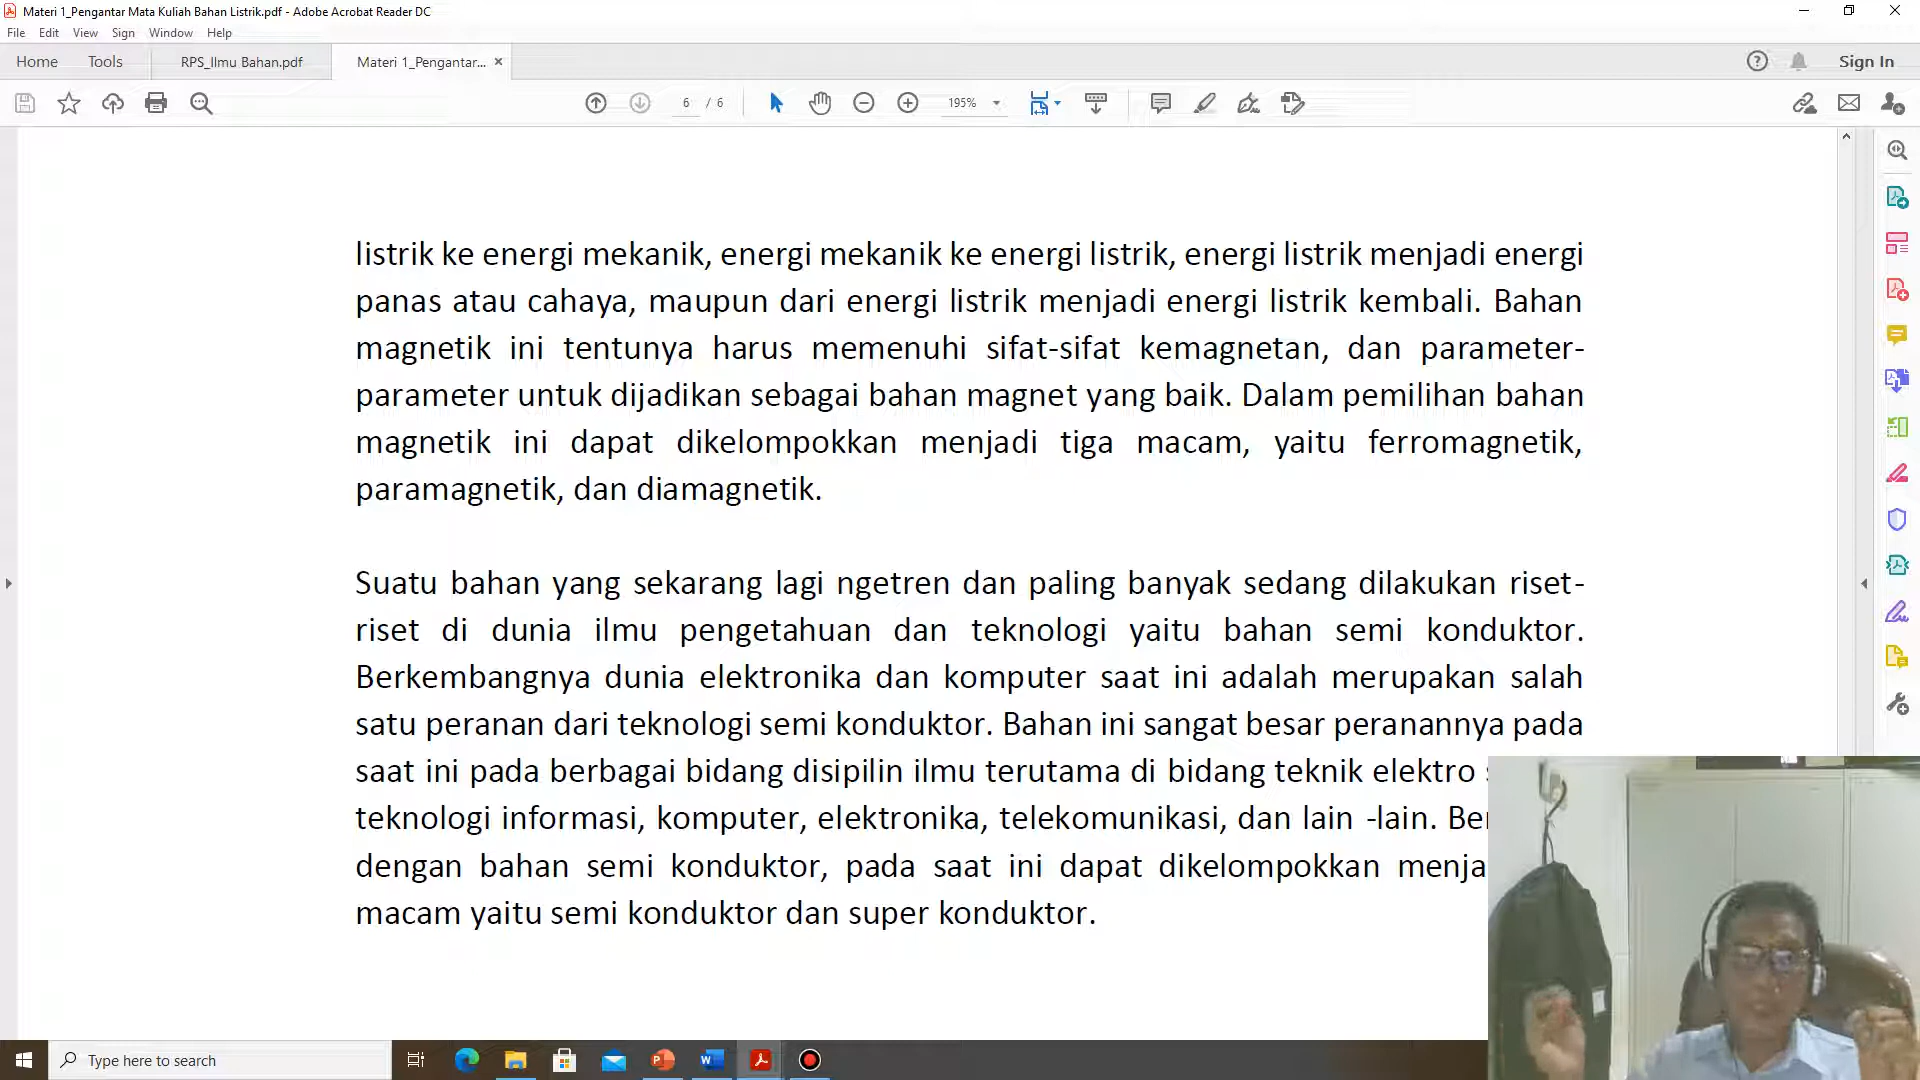 Materi 1_Pengantar Mata Kuliah Bahan Listrik.pdf - Adobe Acrobat Reader DC
File Edit View Sign Window Help
Home Tools RPS_Ilmu Bahan.pdf Materi 1_Pengantar... Sign In
6 / 6 195%
listrik ke energi mekanik, energi mekanik ke energi listrik, energi listrik menjadi energi
panas atau cahaya, maupun dari energi listrik menjadi energi listrik kembali. Bahan
magnetik ini tentunya harus memenuhi sifat-sifat kemagnetan, dan parameter-
parameter untuk dijadikan sebagai bahan magnet yang baik. Dalam pemilihan bahan
magnetik ini dapat dikelompokkan menjadi tiga macam, yaitu ferromagnetik,
paramagnetik, dan diamagnetik.
Suatu bahan yang sekarang lagi ngetren dan paling banyak sedang dilakukan riset-
riset di dunia ilmu pengetahuan dan teknologi yaitu bahan semi konduktor.
Berkembangnya dunia elektronika dan komputer saat ini adalah merupakan salah
satu peranan dari teknologi semi konduktor. Bahan ini sangat besar peranannya pada
saat ini pada berbagai bidang disipilin ilmu terutama di bidang teknik elektro
teknologi informasi, komputer, elektronika, telekomunikasi, dan lain -lain.
dengan bahan semi konduktor, pada saat ini dapat dikelompokkan
macam yaitu semi konduktor dan super konduktor.
Type here to search